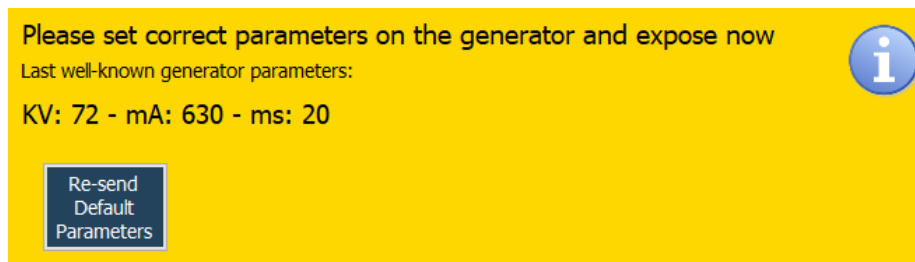 Please set correct parameters on the generator and expose now
Last well-known generator parameters:
KV: 72 - mA: 630 - ms: 20
Re-send
Default
Parameters